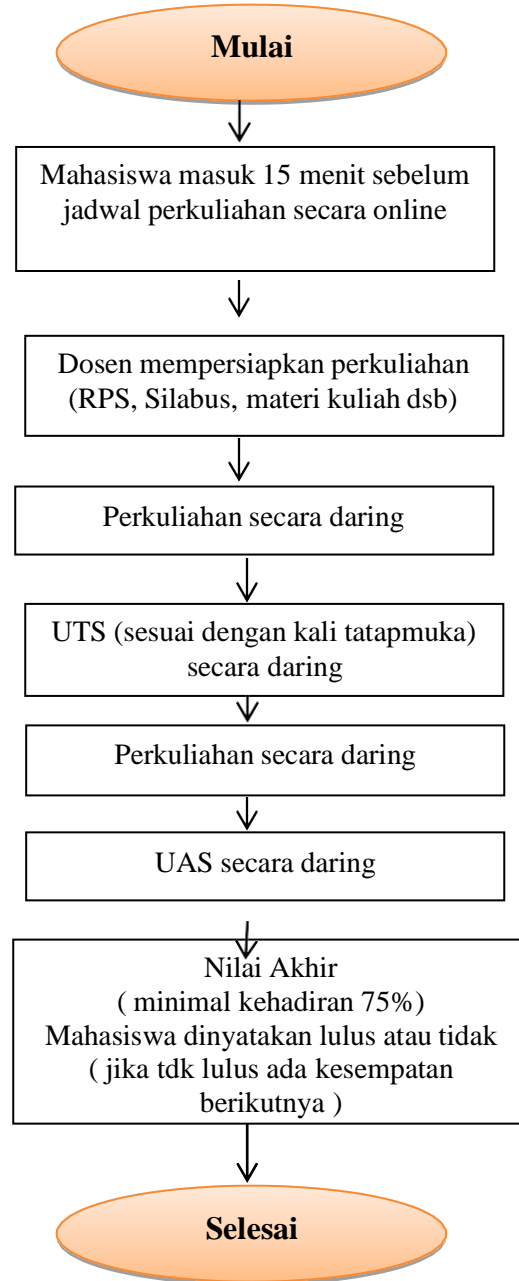 Mulai
Mahasiswa masuk 15 menit sebelum
jadwal perkuliahan secara online
Dosen mempersiapkan perkuliahan
(RPS, Silabus, materi kuliah dsb)
Perkuliahan secara daring
UTS (sesuai dengan kali tatapmuka)
secara daring
Perkuliahan secara daring
UAS secara daring
Nilai Akhir
( minimal kehadiran 75%)
Mahasiswa dinyatakan lulus atau tidak
( jika tdk lulus ada kesempatan
berikutnya )
Selesai